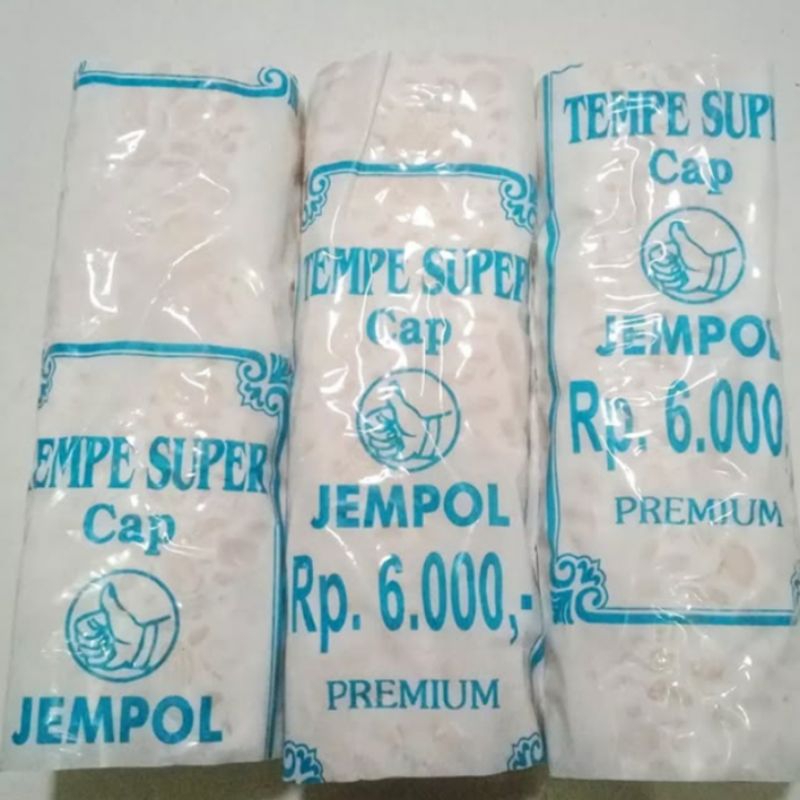 EMPE SUPER
Cap
JEMPOL
TEMPE SUPER
Cap
JEMPOL
Rp. 6.000,-
PREMIUM
TEMPE SUP
Cap
JEMPOL
Rp. 6.000
PREMIUM